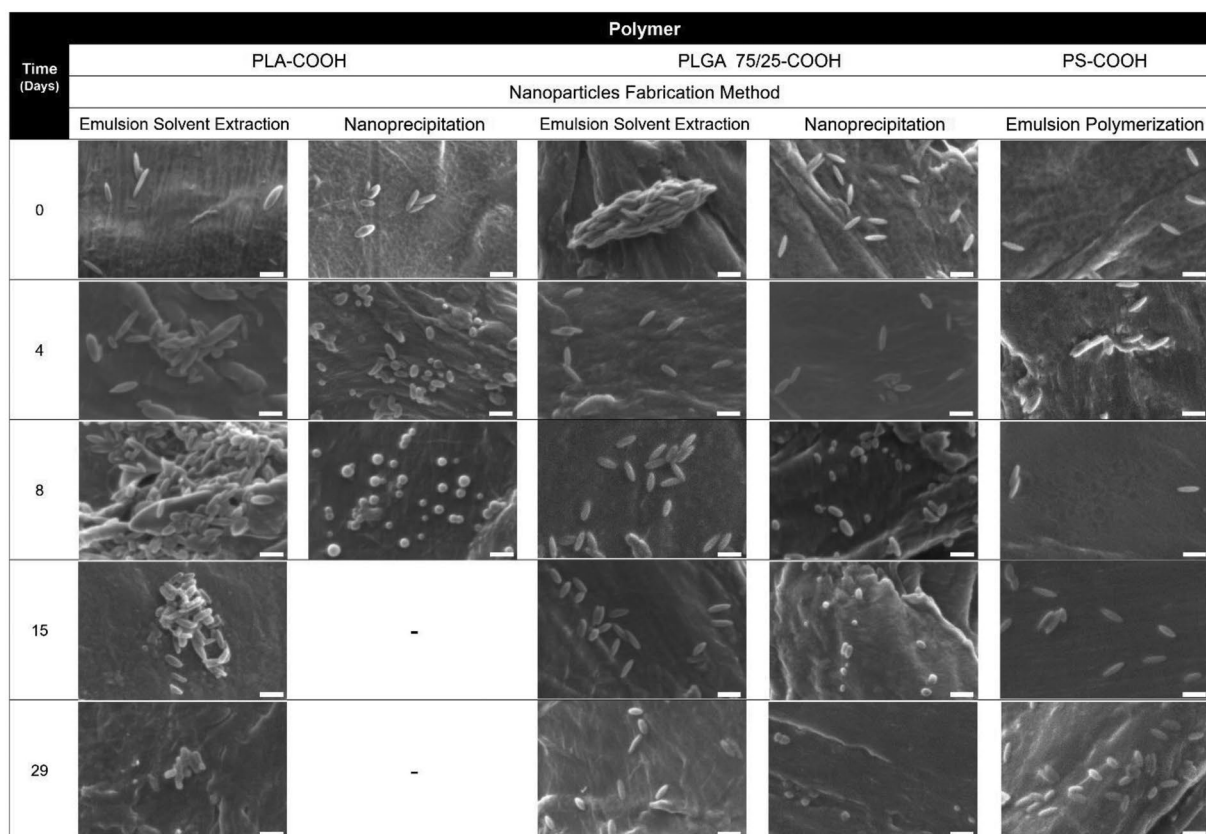 Polymer
Time
(Days)
PLA-COOH PLGA 75/25-COOH PS-COOH
Nanoparticles Fabrication Method
Emulsion Solvent Extraction Nanoprecipitation Emulsion Solvent Extraction Nanoprecipitation Emulsion Polymerization
0
4
8
15 -
29 -